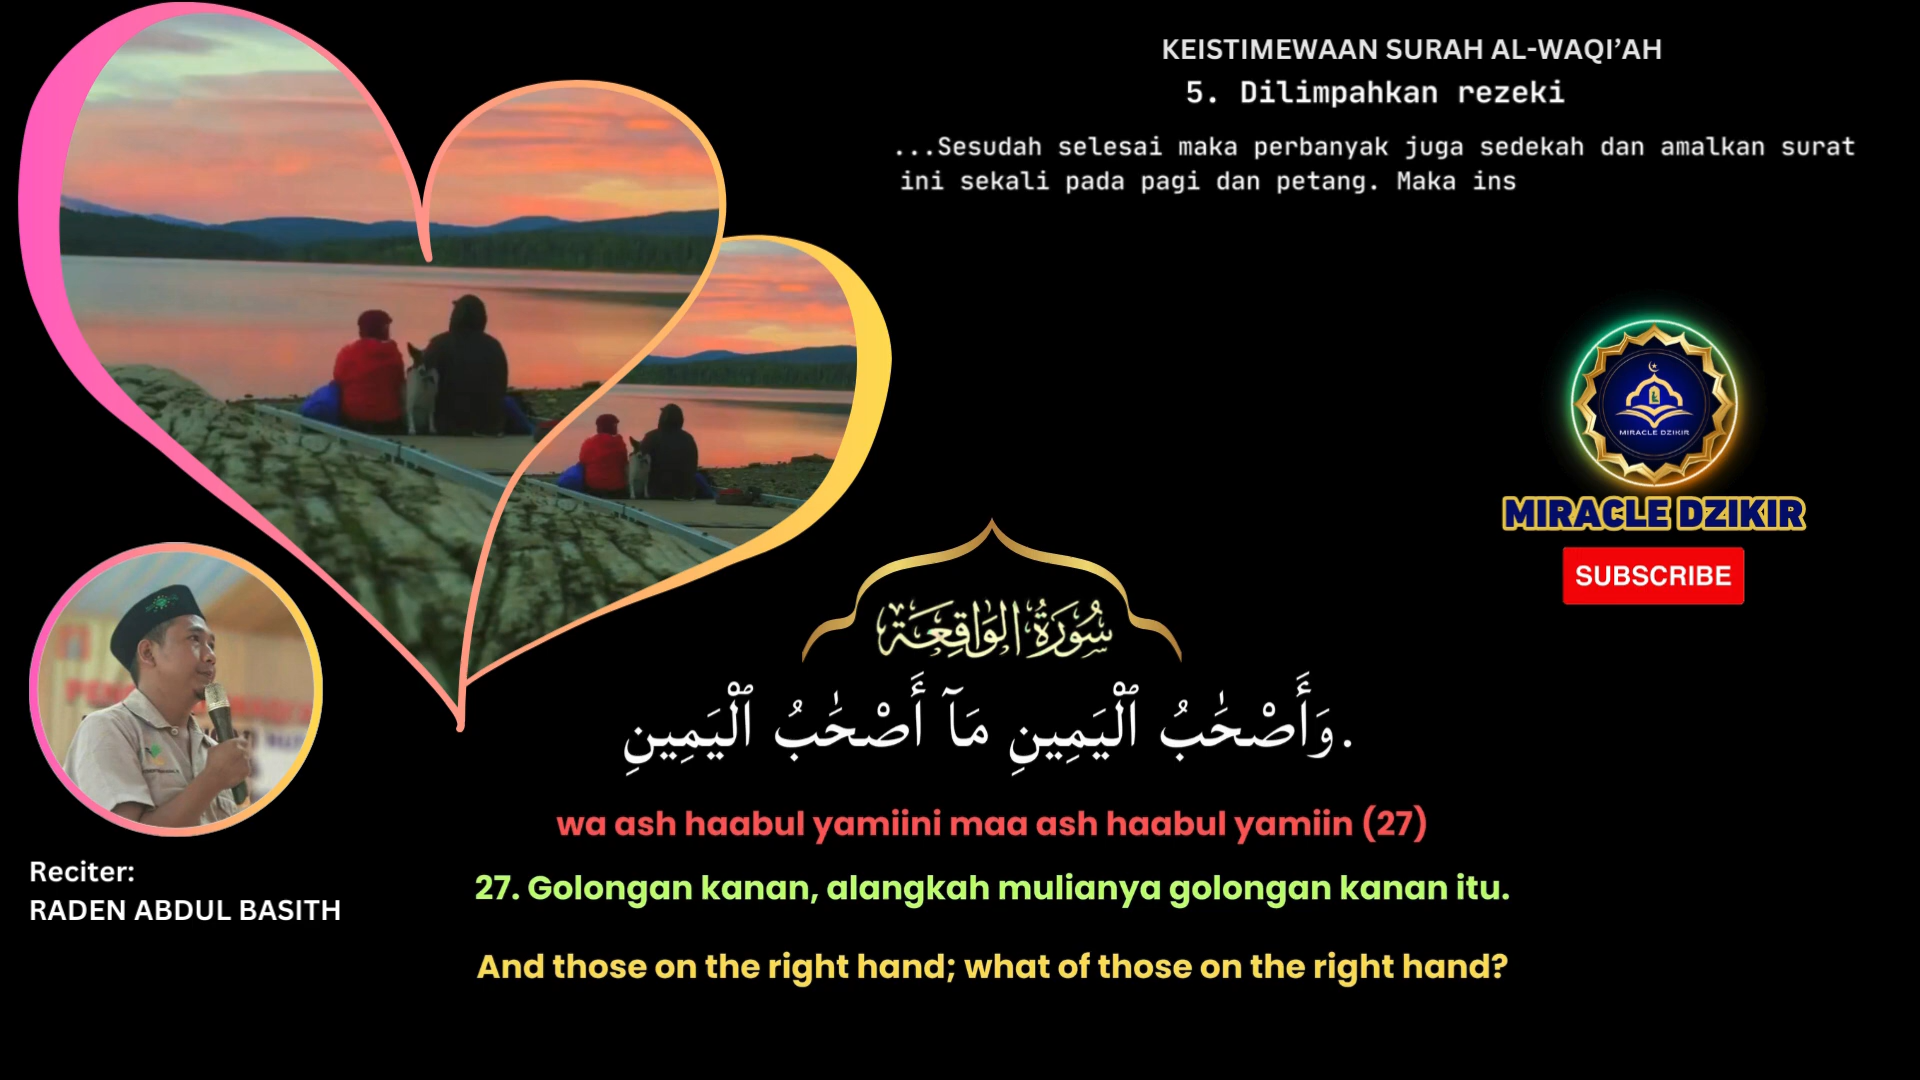 KEISTIMEWAAN SURAH AL-WAQI’AH
5. Dilimpahkan rezeki
...Sesudah selesai maka perbanyak juga sedekah dan amalkan surat
ini sekali pada pagi dan petang. Maka ins
MIRACLE DZIKIR
MIRACLE DZIKIR
SUBSCRIBE
سُورَةُ الوَاقِعَة
وَأَصْحَٰبُ ٱلْيَمِينِ مَآ أَصْحَٰبُ ٱلْيَمِينِ.
wa ash haabul yamiini maa ash haabul yamiin (27)
27. Golongan kanan, alangkah mulianya golongan kanan itu.
And those on the right hand; what of those on the right hand?
Reciter:
RADEN ABDUL BASITH